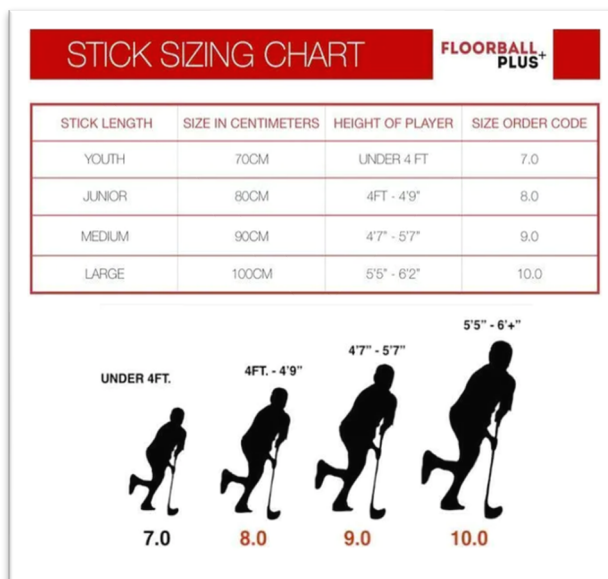 STICK SIZING CHART
FLOORBALL
PLUS+
STICK LENGTH SIZE IN CENTIMETERS HEIGHT OF PLAYER SIZE ORDER CODE
YOUTH 70CM UNDER 4 FT 7.0
JUNIOR 80CM 4FT - 4'9" 8.0
MEDIUM 90CM 4'7" - 5'7" 9.0
LARGE 100CM 5'5" - 6'2" 10.0
5'5" - 6'+"
4'7" - 5'7"
4FT. - 4'9"
UNDER 4FT.
7.0 8.0 9.0 10.0